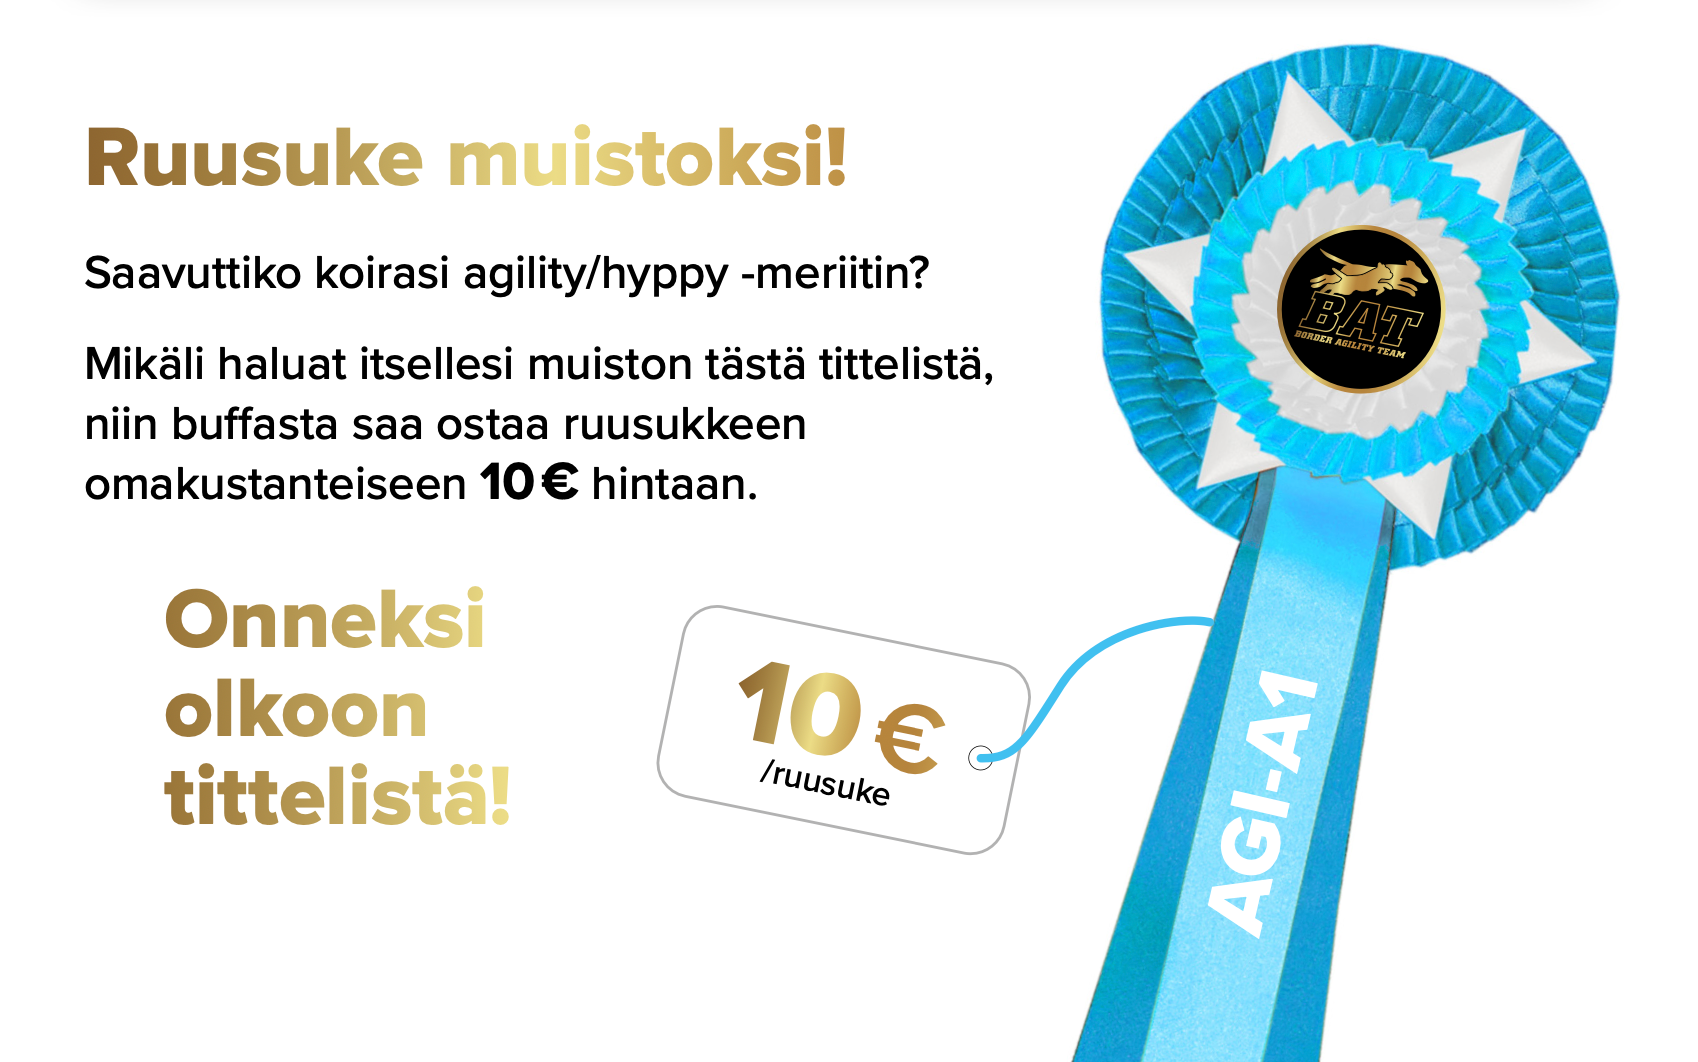 Ruusuke muistoksi!
Saavuttiko koirasi agility/hyppy -meriitin?
Mikäli haluat itsellesi muiston tästä tittelistä,
niin buffasta saa ostaa ruusukkeen
omakustanteiseen 10 € hintaan.
Onneksi
olkoon
tittelistä!
10 €
/ruusuke
BAT
BORDER AGILITY TEAM
AGI-A1